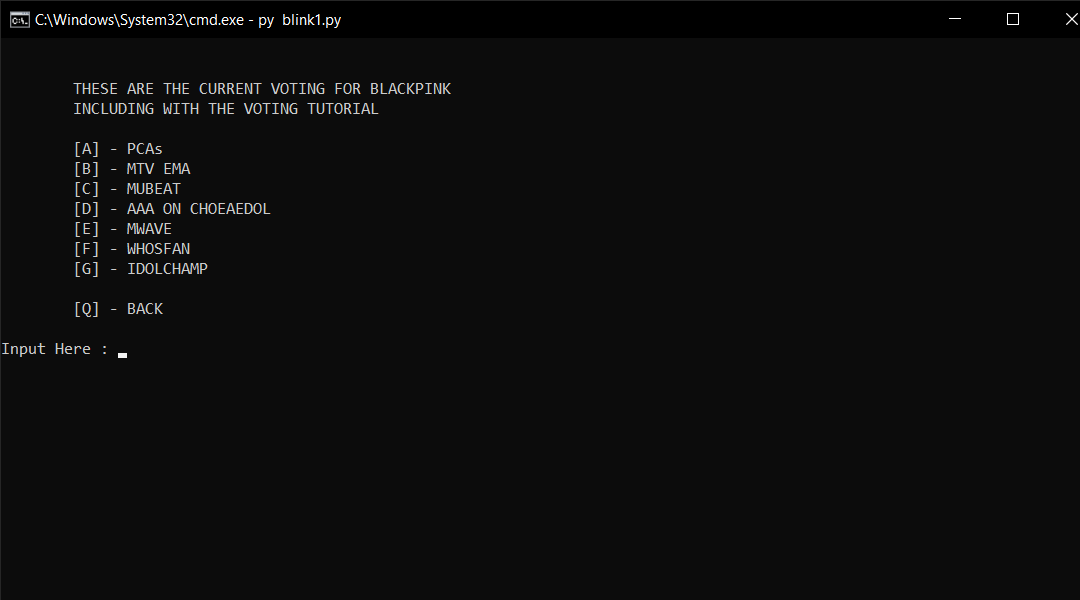 C:\Windows\System32\cmd.exe - py  blink1.py
THESE ARE THE CURRENT VOTING FOR BLACKPINK
INCLUDING WITH THE VOTING TUTORIAL
[A] - PCAs
[B] - MTV EMA
[C] - MUBEAT
[D] - AAA ON CHOEAEDOL
[E] - MWAVE
[F] - WHOSFAN
[G] - IDOLCHAMP
[Q] - BACK
Input Here :